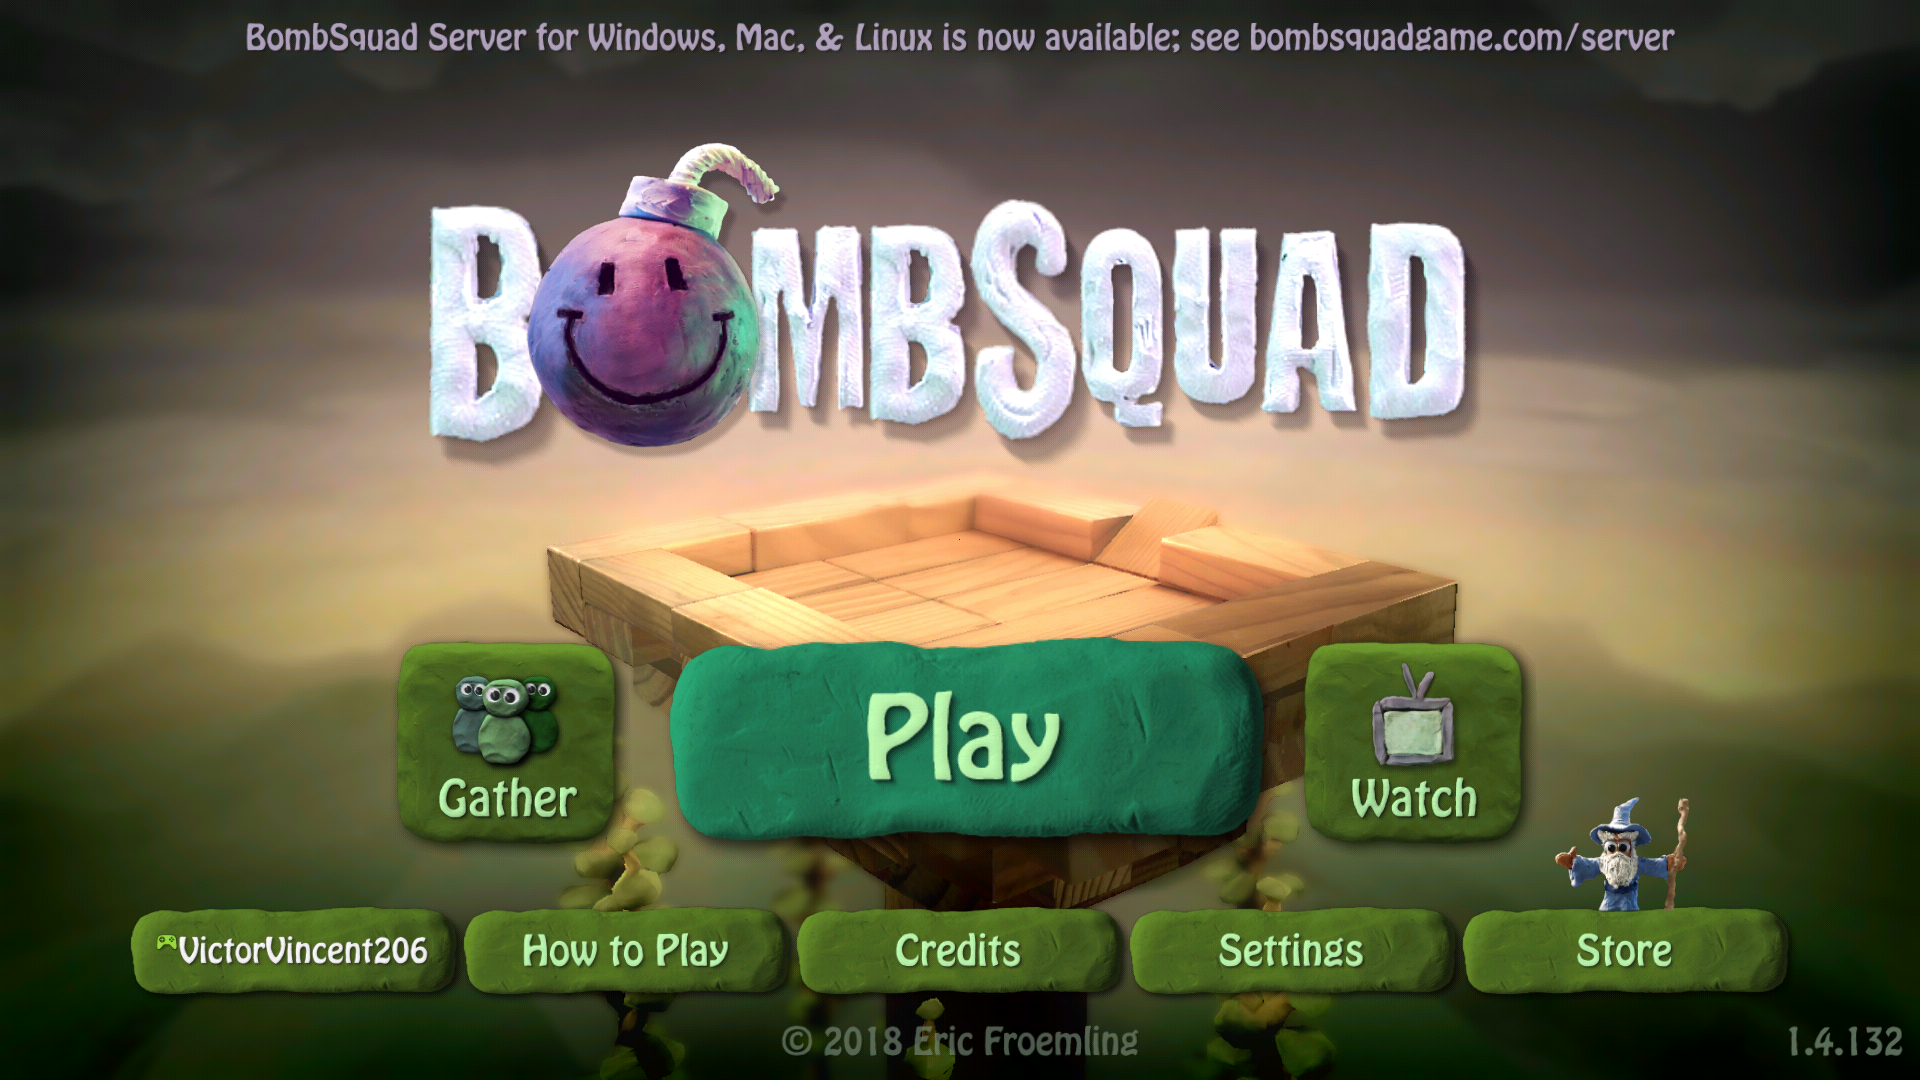 BombSquad Server for Windows, Mac, & Linux is now available; see bombsquadgame.com/server
BOMBSQUAD
Play
Gather
Watch
VictorVincent206
How to Play
Credits
Settings
Store
© 2018 Eric Froemling
1.4.132